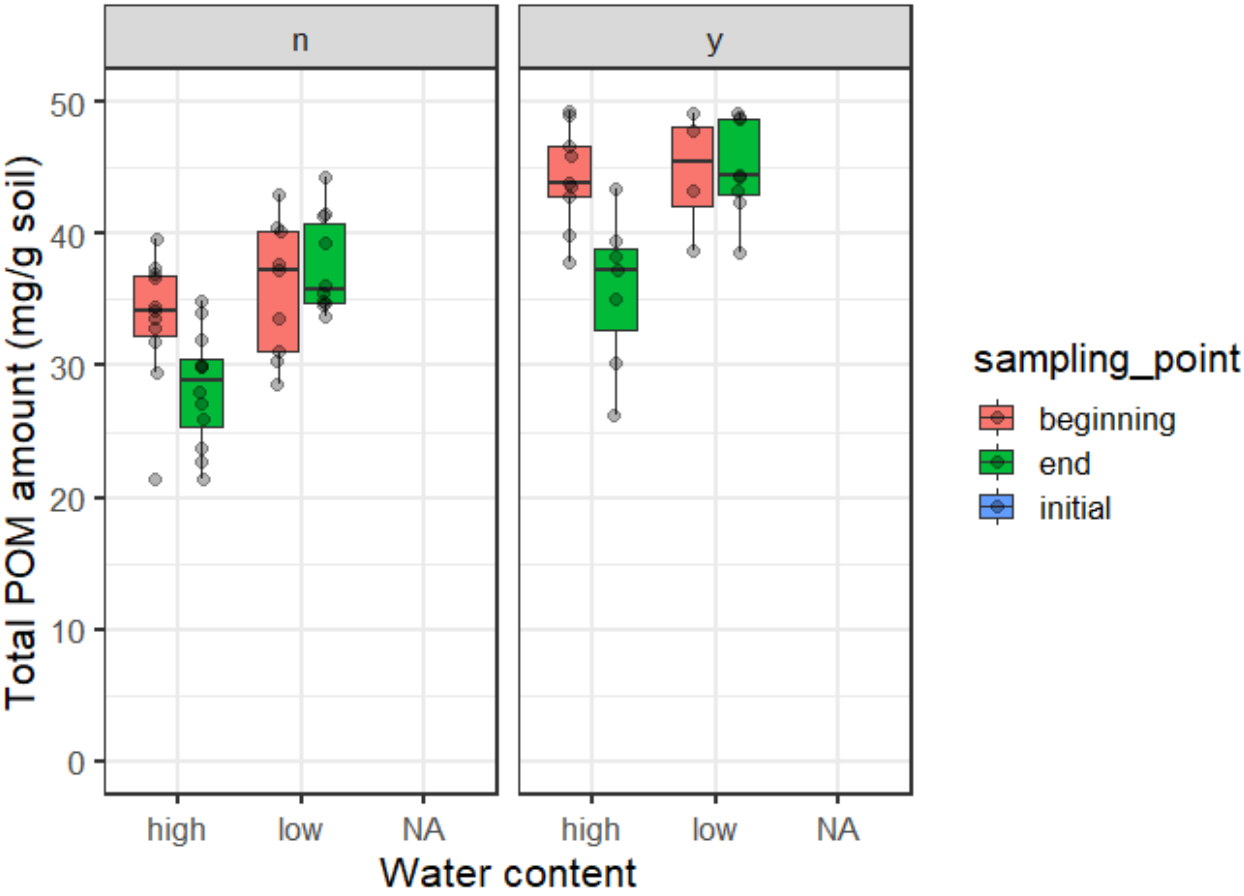 n
y
Total POM amount (mg/g soil)
50
40
30
20
10
0
high
low
NA
high
low
NA
Water content
sampling_point
beginning
end
initial